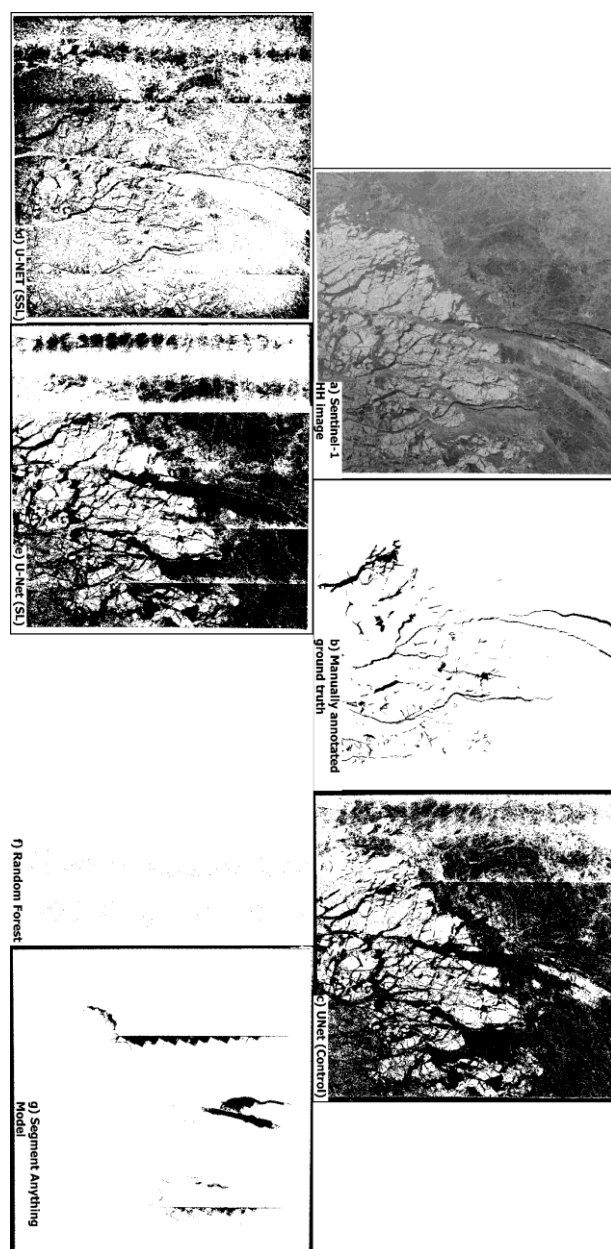 a) Sentinel-1
HH image
b) Manually annotated
ground truth
c) UNet (Control)
d) U-NET (SSL)
e) U-Net (SL)
f) Random Forest
g) Segment Anything
Model